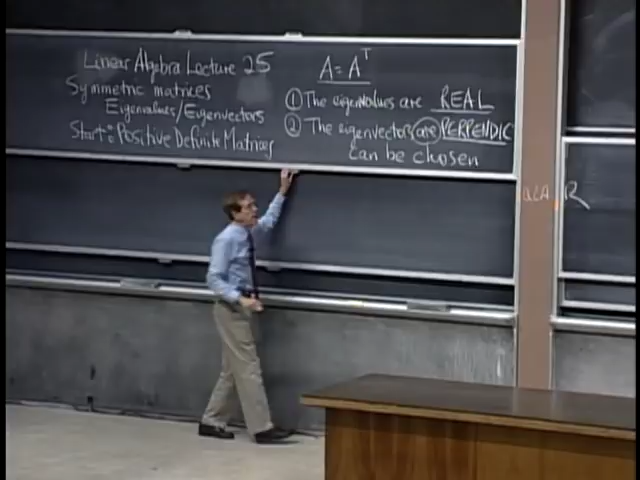 Linear Algebra Lecture 25
Symmetric matrices
Eigenvalues/Eigenvectors
Start: Positive Definite Matrices
A = Aᵀ
① The eigenvalues are REAL
② The eigenvectors are PERPENDIC
can be chosen